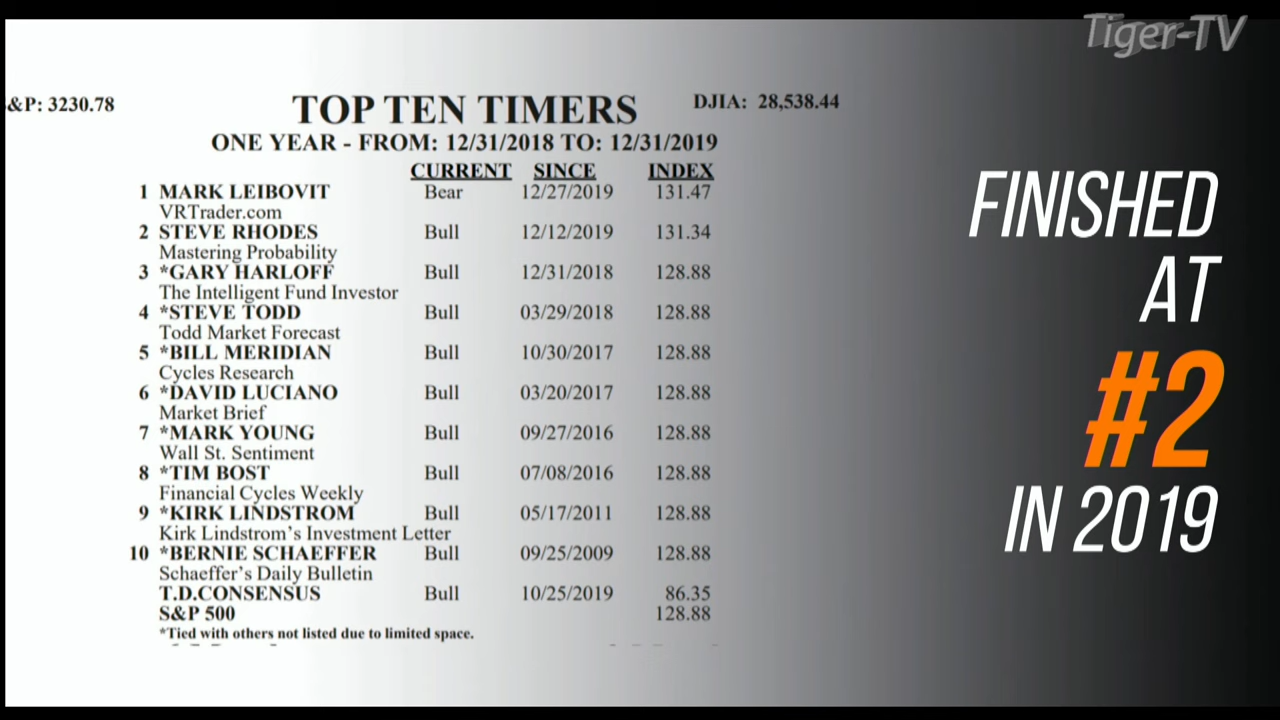 Tiger-TV
&P: 3230.78
TOP TEN TIMERS
DJIA: 28,538.44
ONE YEAR - FROM: 12/31/2018 TO: 12/31/2019
CURRENT SINCE INDEX
1 MARK LEIBOVIT Bear 12/27/2019 131.47
VRTrader.com
2 STEVE RHODES Bull 12/12/2019 131.34
Mastering Probability
3 *GARY HARLOFF Bull 12/31/2018 128.88
The Intelligent Fund Investor
4 *STEVE TODD Bull 03/29/2018 128.88
Todd Market Forecast
5 *BILL MERIDIAN Bull 10/30/2017 128.88
Cycles Research
6 *DAVID LUCIANO Bull 03/20/2017 128.88
Market Brief
7 *MARK YOUNG Bull 09/27/2016 128.88
Wall St. Sentiment
8 *TIM BOST Bull 07/08/2016 128.88
Financial Cycles Weekly
9 *KIRK LINDSTROM Bull 05/17/2011 128.88
Kirk Lindstrom's Investment Letter
10 *BERNIE SCHAEFFER Bull 09/25/2009 128.88
Schaeffer's Daily Bulletin
T.D.CONSENSUS Bull 10/25/2019 86.35
S&P 500 128.88
*Tied with others not listed due to limited space.
FINISHED
AT
#2
IN 2019